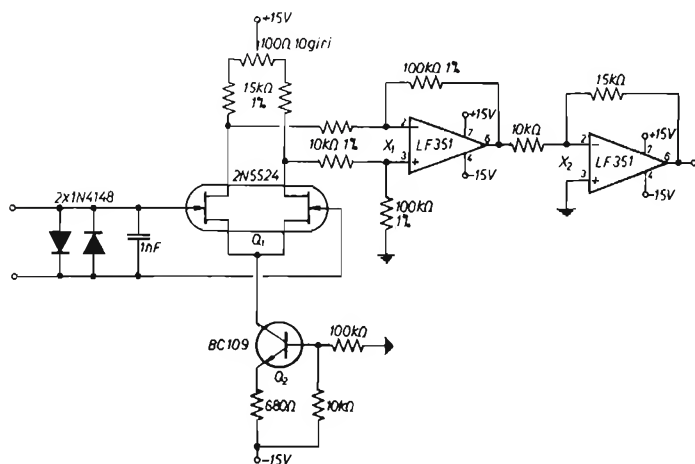 +15V
100Ω 10giri
15kΩ
1%
100kΩ 1%
15kΩ
10kΩ 1%
X1
2
3
+15V
7
LF351
6
4
-15V
10kΩ
X2
2
3
+15V
7
LF351
6
4
-15V
2N5524
100kΩ
1%
2x1N4148
1nF
Q1
BC109
Q2
100kΩ
680Ω
10kΩ
-15V